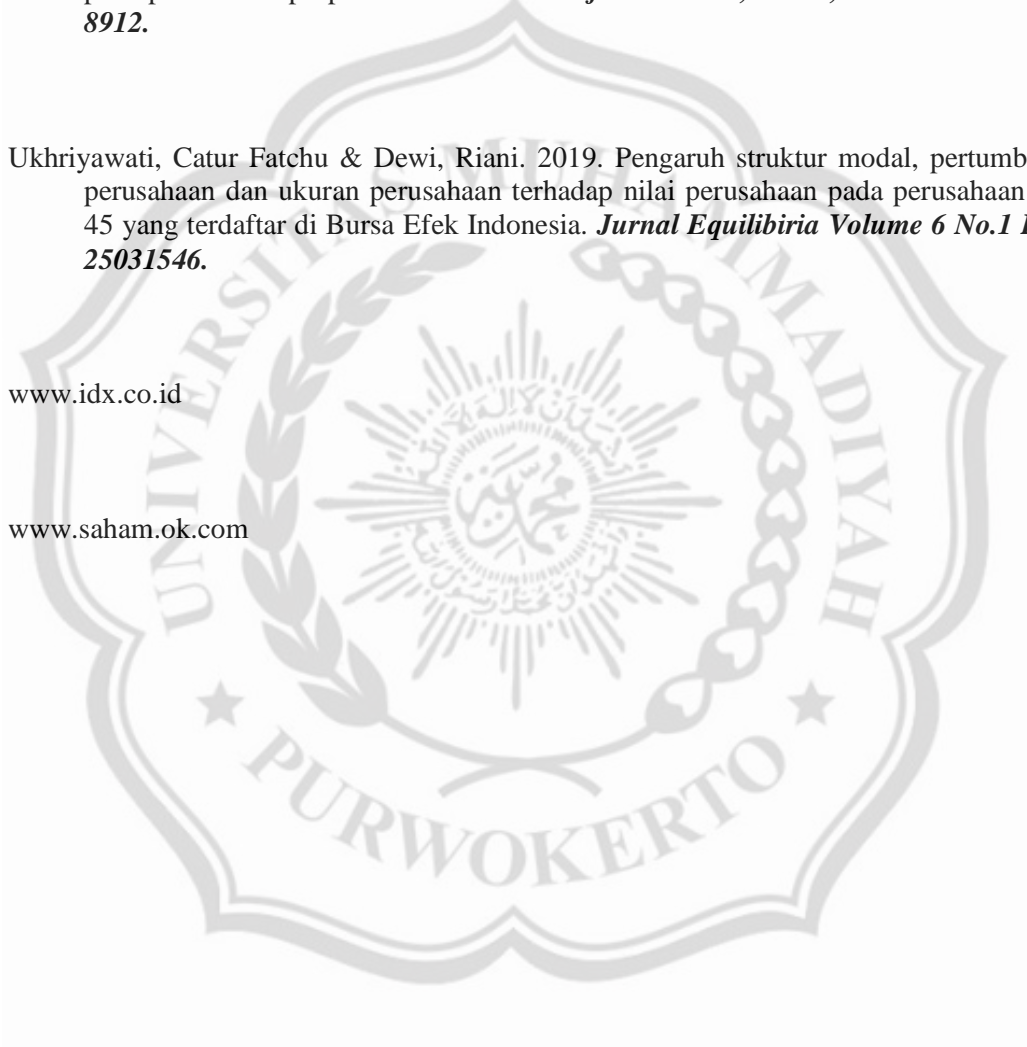 8912.
Ukhriyawati, Catur Fatchu & Dewi, Riani. 2019. Pengaruh struktur modal,
perusahaan dan ukuran perusahaan terhadap nilai perusahaan pada perusahaan
45 yang terdaftar di Bursa Efek Indonesia. Jurnal Equilibiria Volume 6 No.1
25031546.
www.idx.co.id
www.saham.ok.com
UNIVERSITAS MUHAMMADIYAH
PURWOKERTO